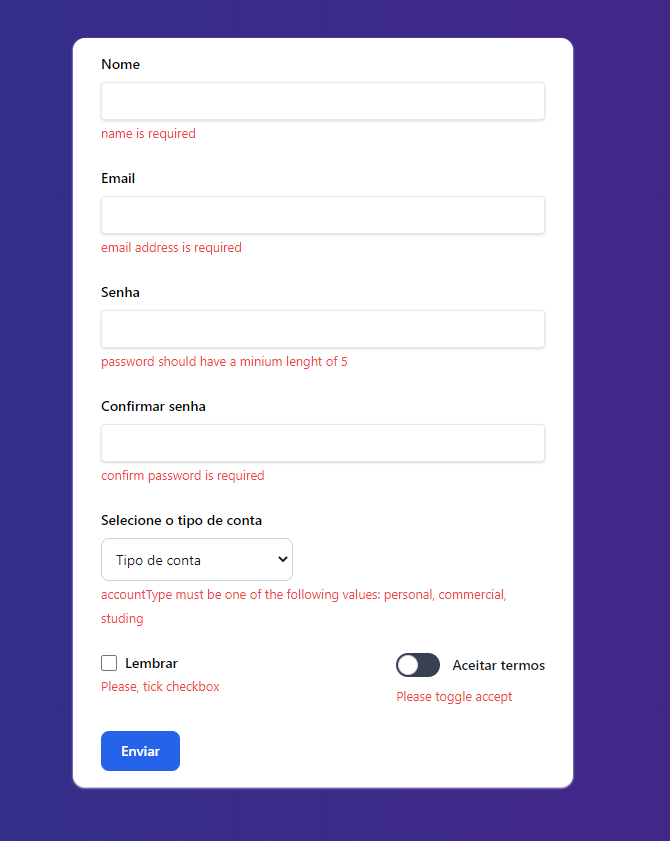 Nome
name is required
Email
email address is required
Senha
password should have a minium lenght of 5
Confirmar senha
confirm password is required
Selecione o tipo de conta
Tipo de conta
accountType must be one of the following values: personal, commercial,
studing
Lembrar
Aceitar termos
Please, tick checkbox
Please toggle accept
Enviar